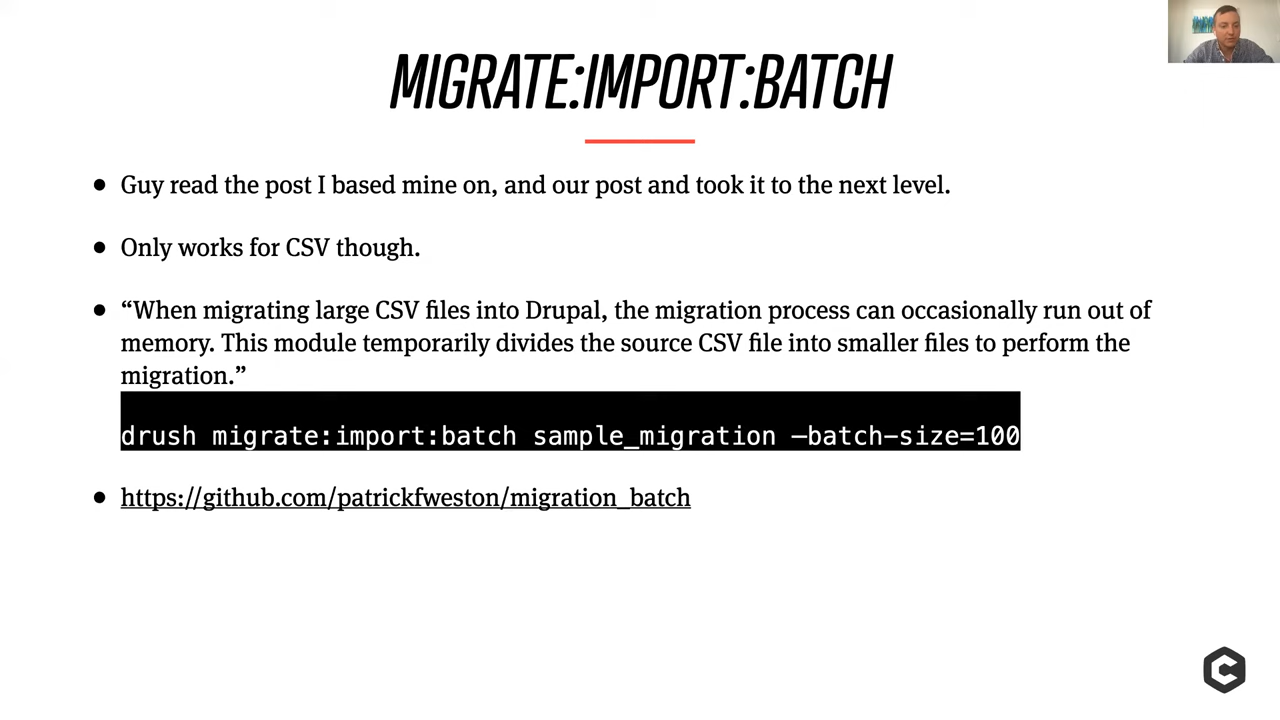 MIGRATE:IMPORT:BATCH
• Guy read the post I based mine on, and our post and took it to the next level.
• Only works for CSV though.
• “When migrating large CSV files into Drupal, the migration process can occasionally run out of
memory. This module temporarily divides the source CSV file into smaller files to perform the
migration.”
drush migrate:import:batch sample_migration —batch-size=100
• https://github.com/patrickfweston/migration_batch